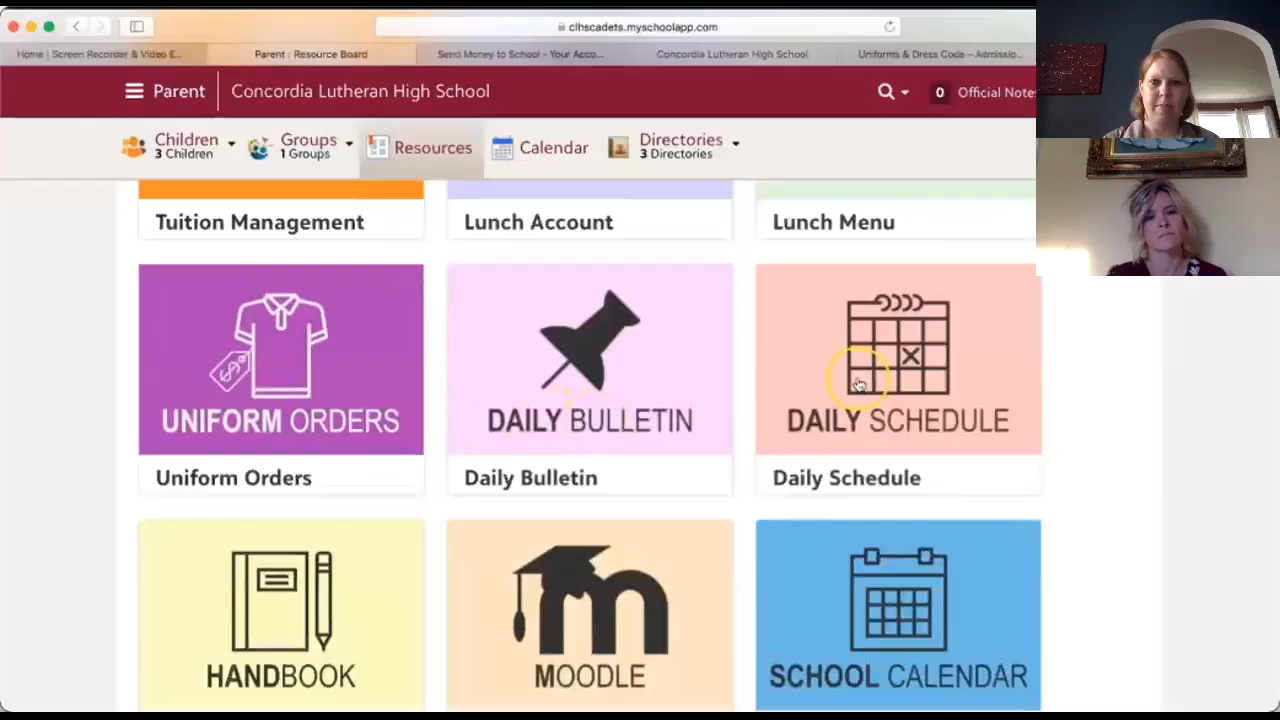 clhscadets.myschoolapp.com
Home | Screen Recorder & Video E...
Parent : Resource Board
Send Money to School – Your Acco...
Concordia Lutheran High School
Uniforms & Dress Code – Admissio...
Parent
Concordia Lutheran High School
0 Official Note
Children
3 Children
Groups
1 Groups
Resources
Calendar
Directories
3 Directories
Tuition Management
Lunch Account
Lunch Menu
$
UNIFORM ORDERS
DAILY BULLETIN
DAILY SCHEDULE
Uniform Orders
Daily Bulletin
Daily Schedule
m
HANDBOOK
MOODLE
SCHOOL CALENDAR